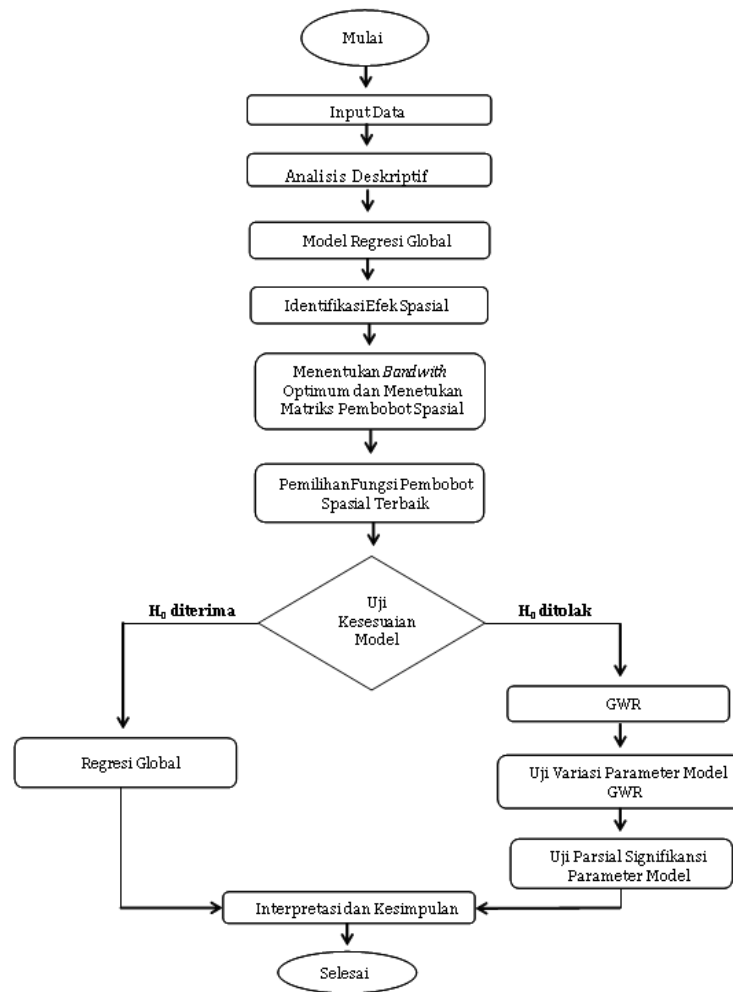 Mulai
Input Data
Analisis Deskriptif
Model Regresi Global
Identifikasi Efek Spasial
Menentukan Bandwith
Optimum dan Menetukan
Matriks Pembobot Spasial
Pemilihan Fungsi Pembobot
Spasial Terbaik
Uji
Kesesuaian
Model
H₀ diterima
H₀ ditolak
Regresi Global
GWR
Uji Variasi Parameter Model
GWR
Uji Parsial Signifikansi
Parameter Model
Interpretasi dan Kesimpulan
Selesai